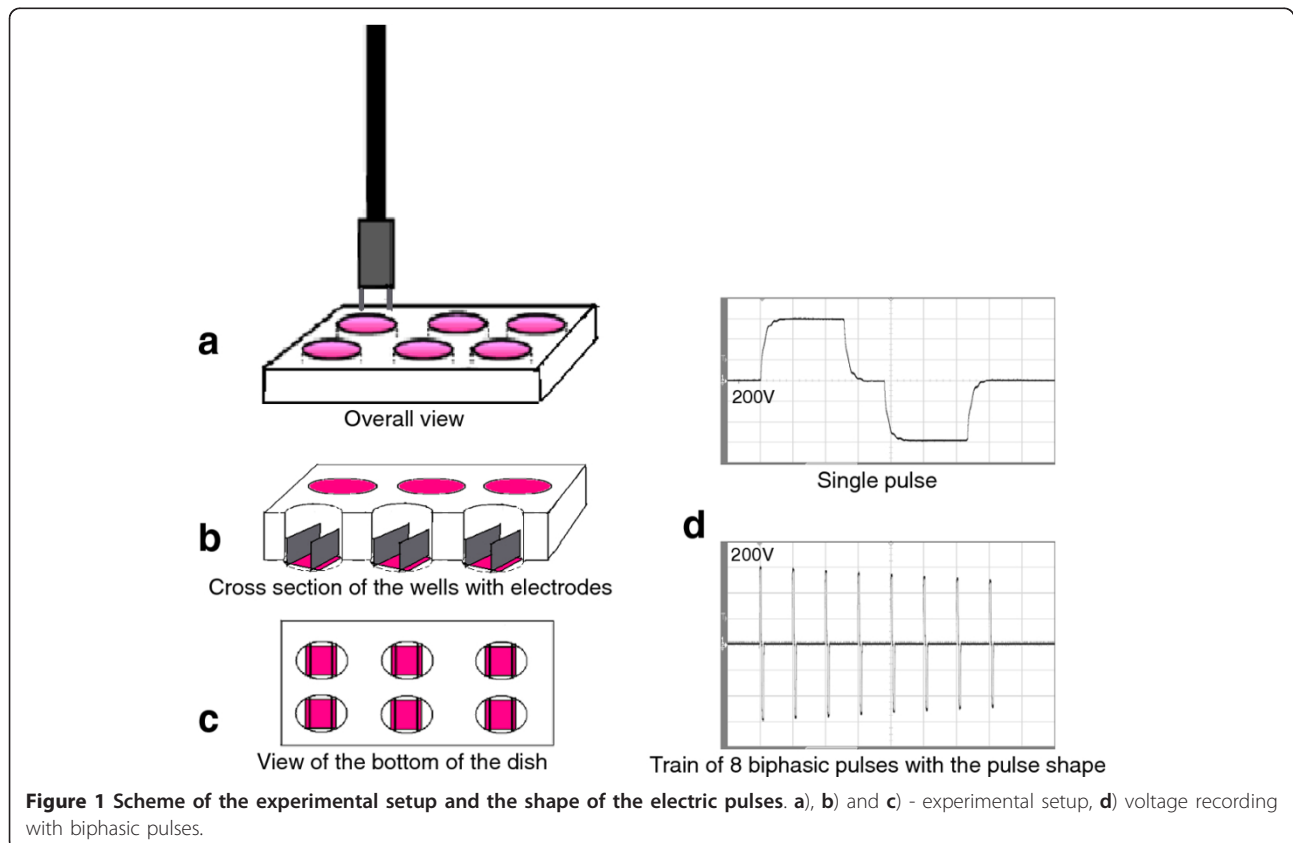 a
Overall view
b
Cross section of the wells with electrodes
c
View of the bottom of the dish
200V
Single pulse
d
200V
Train of 8 biphasic pulses with the pulse shape
Figure 1 Scheme of the experimental setup and the shape of the electric pulses. a), b) and c) - experimental setup, d) voltage recording
with biphasic pulses.